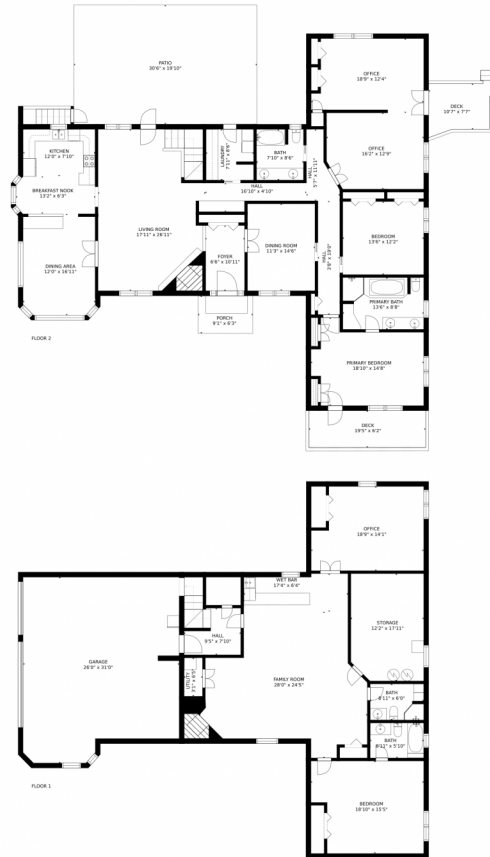 PATIO
30'6" x 19'10"
OFFICE
18'9" x 12'4"
DECK
10'7" x 7'7"
KITCHEN
12'0" x 7'10"
LAUNDRY
7'11" x 8'6"
BATH
7'10" x 8'6"
HALL
5'7" x 11'11"
OFFICE
16'2" x 12'9"
BREAKFAST NOOK
13'2" x 6'3"
HALL
16'10" x 4'10"
LIVING ROOM
17'11" x 26'11"
FOYER
6'6" x 10'11"
DINING ROOM
11'3" x 14'6"
HALL
3'8" x 19'0"
BEDROOM
13'6" x 12'2"
DINING AREA
12'0" x 16'11"
PRIMARY BATH
13'6" x 8'8"
PORCH
9'1" x 6'3"
FLOOR 2
PRIMARY BEDROOM
18'10" x 14'8"
DECK
19'5" x 6'2"
OFFICE
18'9" x 14'1"
WET BAR
17'4" x 6'4"
HALL
9'5" x 7'10"
STORAGE
12'2" x 17'11"
GARAGE
26'0" x 31'0"
UTILITY
FAMILY ROOM
28'0" x 24'5"
BATH
8'11" x 6'0"
BATH
8'11" x 5'10"
FLOOR 1
BEDROOM
18'10" x 15'5"